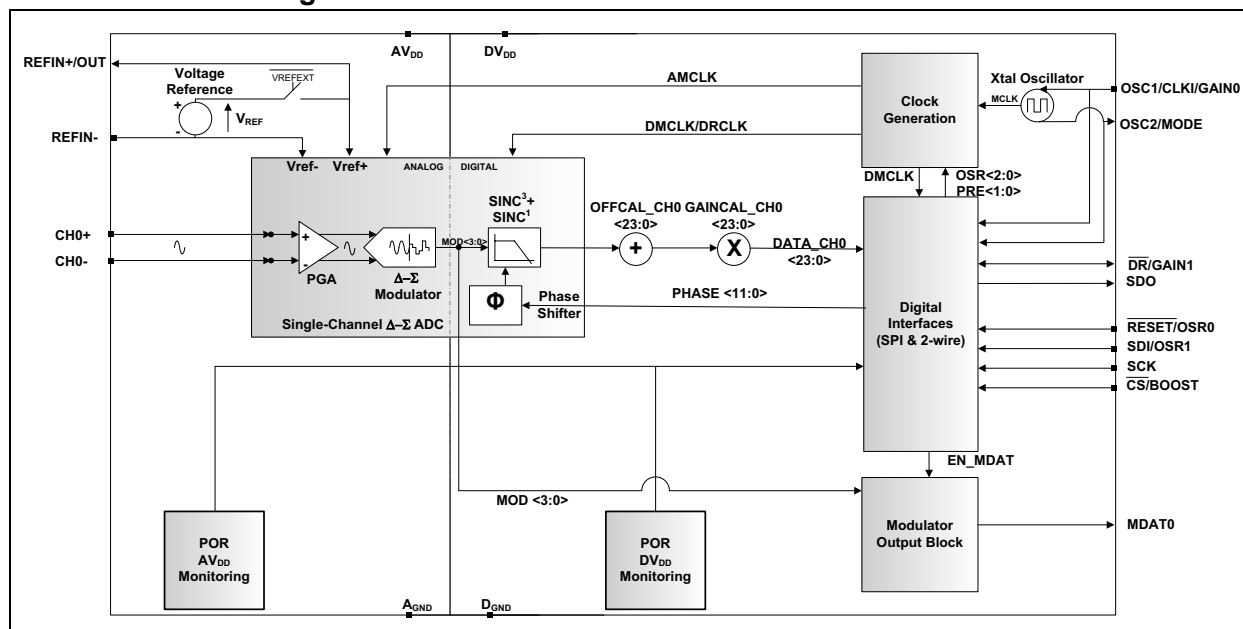 AVDD
DVDD
REFIN+/OUT
Voltage
Reference
VREFEXT
+
-
VREF
REFIN-
AMCLK
DMCLK/DRCLK
Clock
Generation
Xtal Oscillator
MCLK
OSC1/CLKI/GAIN0
OSC2/MODE
Vref-
Vref+
ANALOG
DIGITAL
DMCLK
OSR<2:0>
PRE<1:0>
CH0+
CH0-
+
-
PGA
Δ–Σ
Modulator
MOD<3:0>
SINC³+
SINC¹
Φ
Phase
Shifter
Single-Channel Δ–Σ ADC
OFFCAL_CH0
<23:0>
+
GAINCAL_CH0
<23:0>
X
DATA_CH0
<23:0>
PHASE <11:0>
Digital
Interfaces
(SPI & 2-wire)
DR/GAIN1
SDO
RESET/OSR0
SDI/OSR1
SCK
CS/BOOST
EN_MDAT
MOD <3:0>
POR
AVDD
Monitoring
POR
DVDD
Monitoring
Modulator
Output Block
MDAT0
AGND
DGND